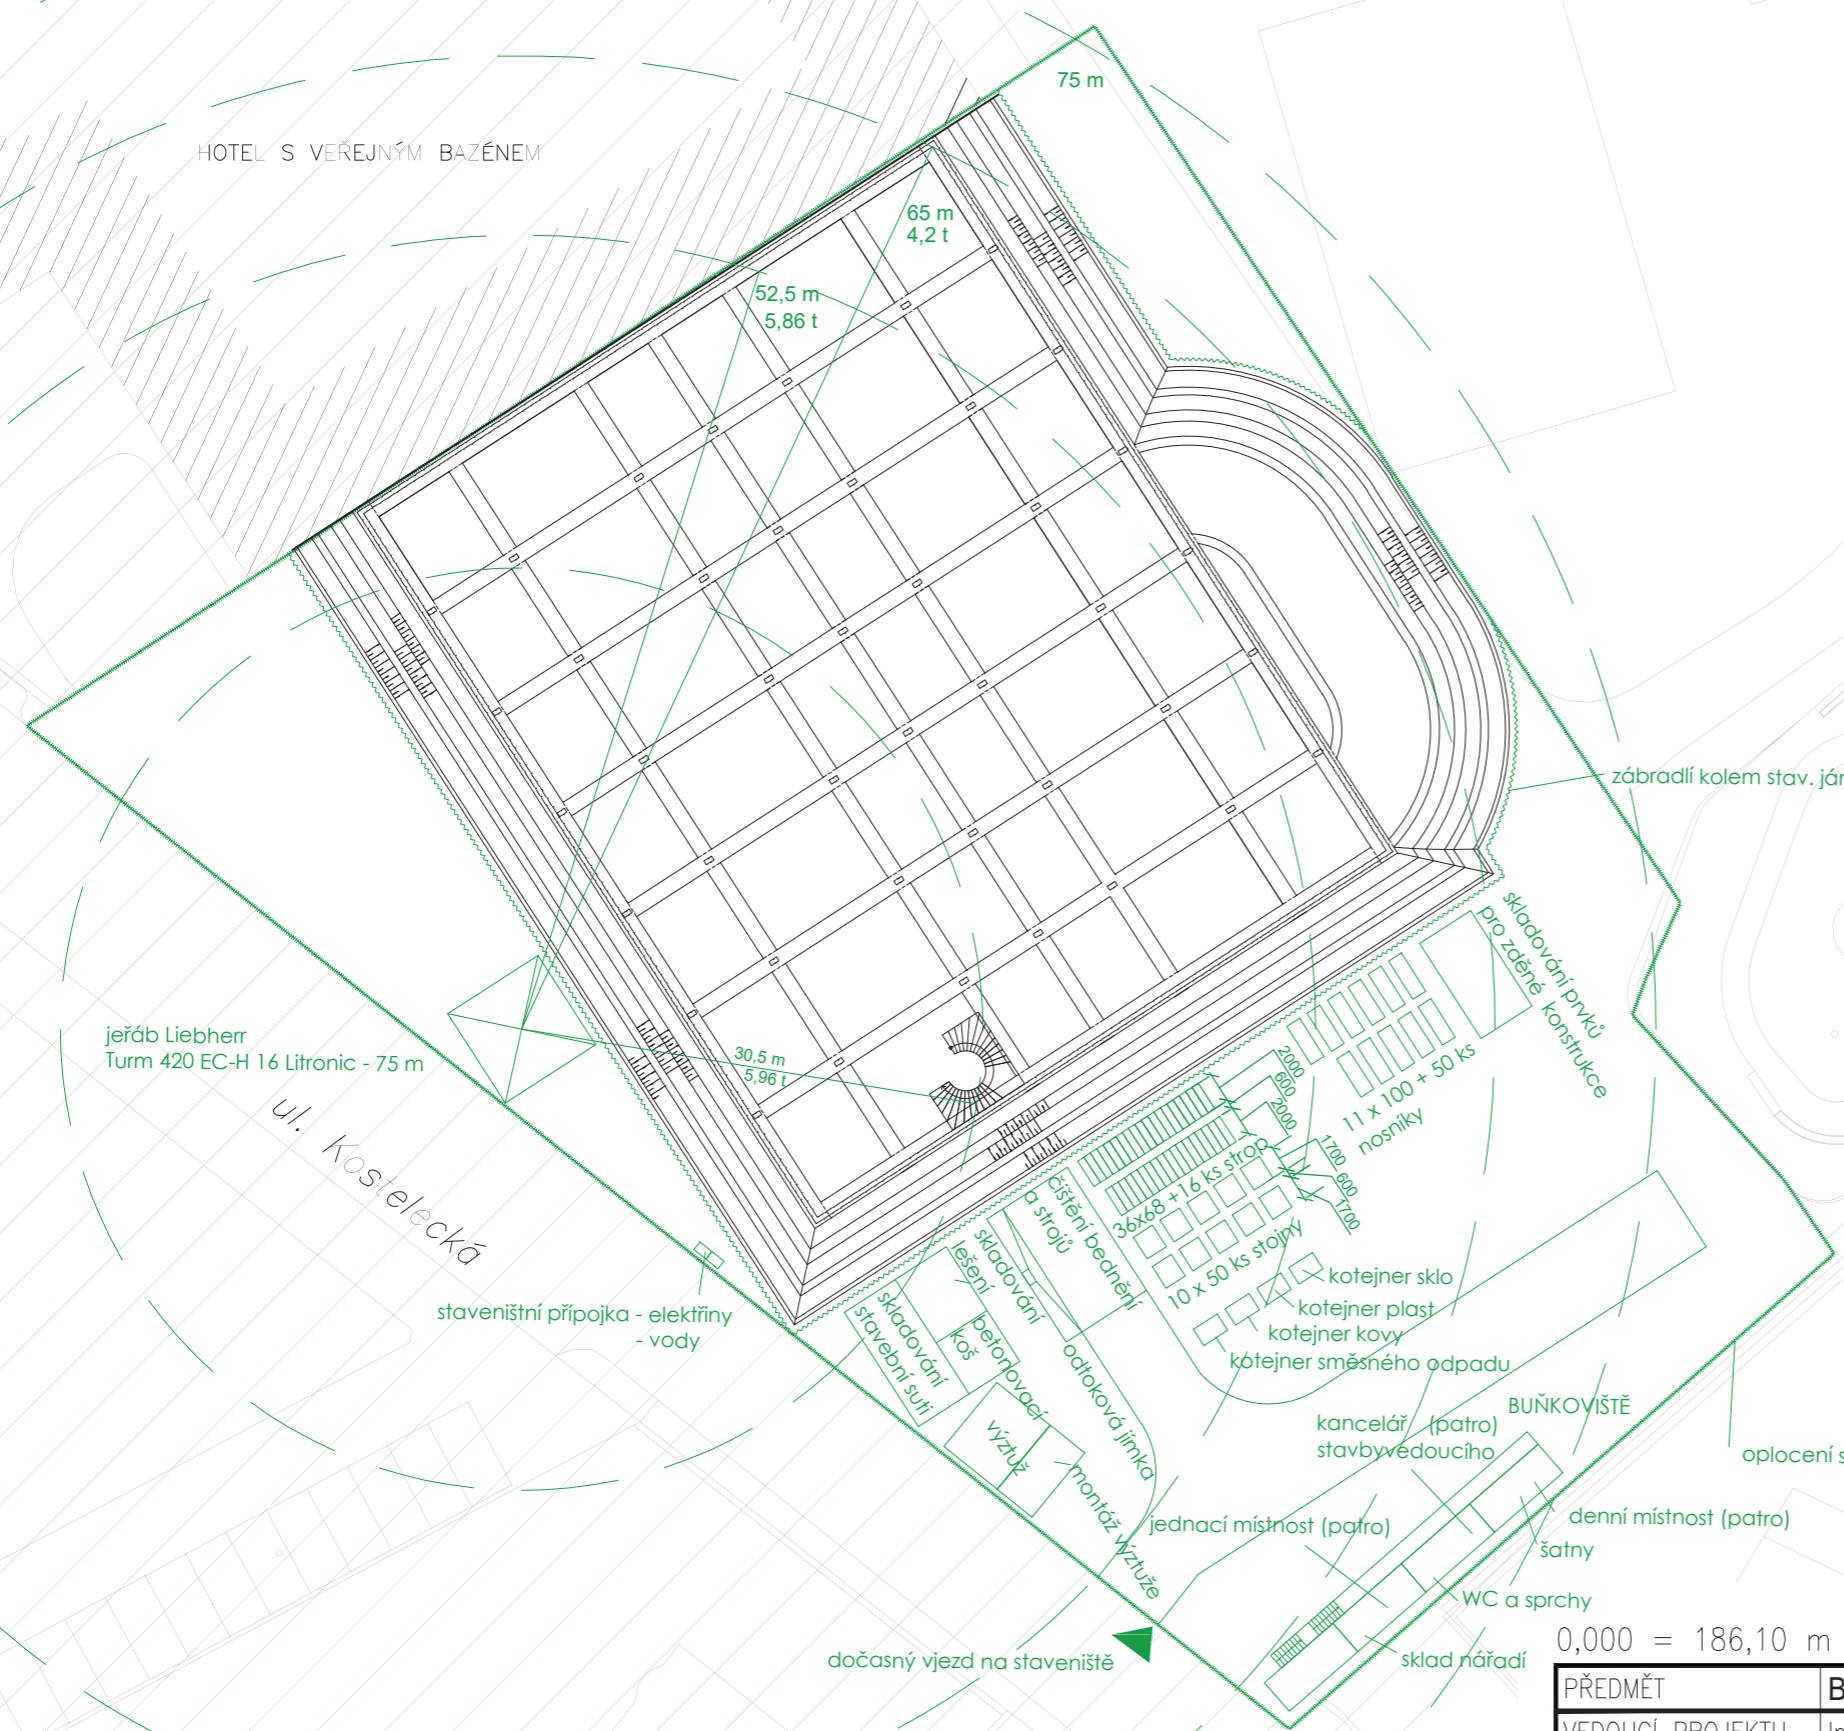 75 m
HOTEL S VEŘEJNÝM BAZÉNEM
65 m
4,2 t
52,5 m
5,86 t
zábradlí kolem stav. jám
skladování prvků
pro zděné konstrukce
jeřáb Liebherr
Turm 420 EC-H 16 Litronic - 75 m
30,5 m
5,96 t
ul. Kostelecká
2000
600
2000
11 x 100 + 50 ks
nosníky
1700
600
1700
36x68 +16 ks strop
10 x 50 ks stojny
čištění bednění
a strojů
skladování
lešení
skladování
stavební suti
betonovací
koš
odtoková jímka
výztuž
montáž výztuže
staveništní přípojka - elektřiny
- vody
kotejner sklo
kotejner plast
kotejner kovy
kotejner směsného odpadu
BUŇKOVIŠTĚ
kancelář (patro)
stavbyvedoucího
oplocení s
jednací místnost (patro)
denní místnost (patro)
šatny
WC a sprchy
sklad nářadí
dočasný vjezd na staveniště
0,000 = 186,10 m
PŘEDMĚT
B
VEDOUCÍ PROJEKTU